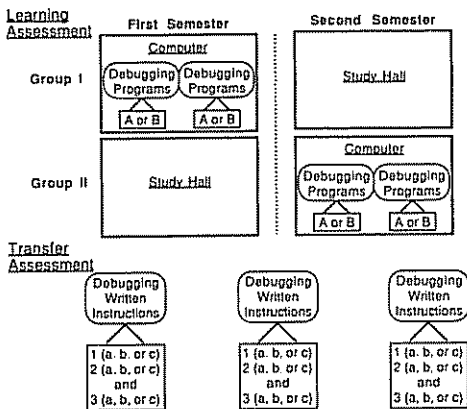 Learning
Assessment
First Semester
Second Semester
Group I
Computer
Debugging
Programs
Debugging
Programs
A or B
A or B
Study Hall
Group II
Study Hall
Computer
Debugging
Programs
Debugging
Programs
A or B
A or B
Transfer
Assessment
Debugging
Written
Instructions
1 (a. b. or c)
2 (a. b. or c)
and
3 (a, b, or c)
Debugging
Written
Instructions
1 (a. b, or c)
2 (a. b, or c)
and
3 (a, b, or c)
Debugging
Written
Instructions
1 (a. b, or c)
2 (a. b, or c)
and
3 (a, b, or c)